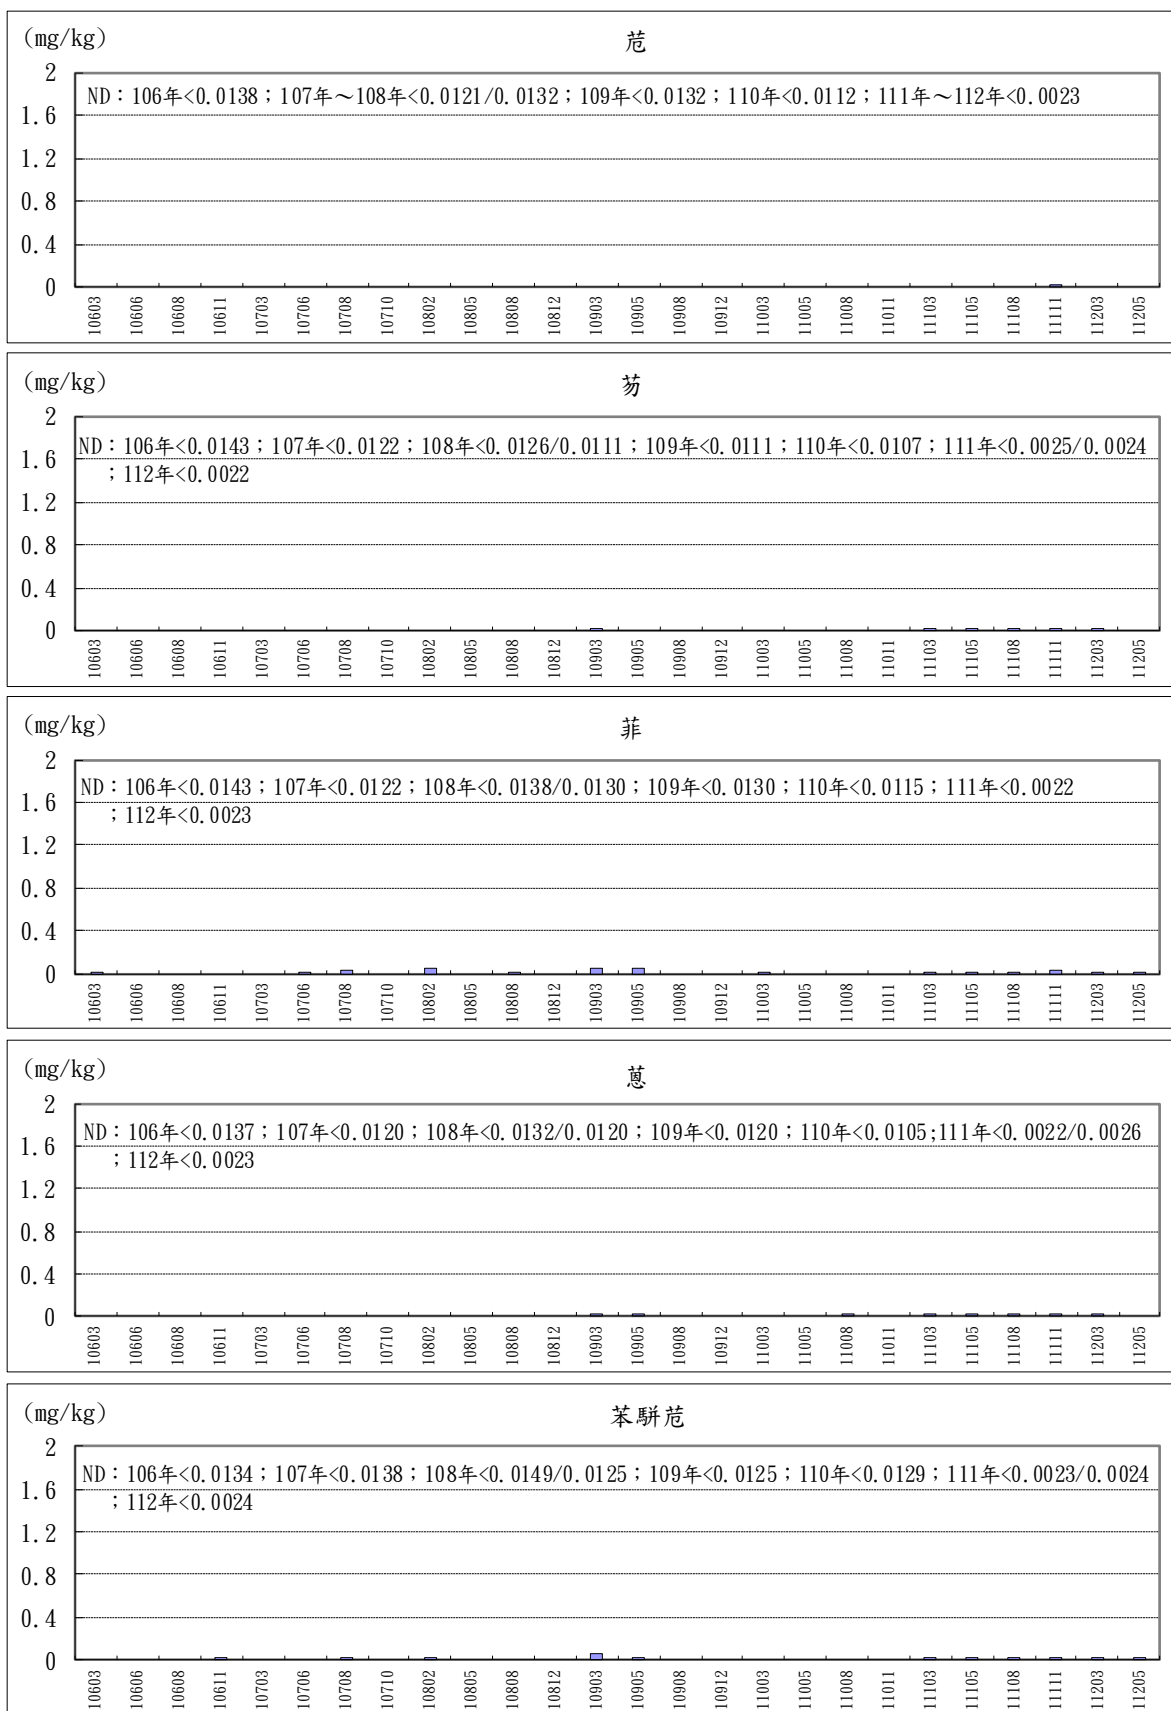 (mg/kg)
苊
2
ND：106年<0.0138；107年～108年<0.0121/0.0132；109年<0.0132；110年<0.0112；111年～112年<0.0023
1.6
1.2
0.8
0.4
0
10603 10606 10608 10611 10703 10706 10708 10710 10802 10805 10808 10812 10903 10905 10908 10912 11003 11005 11008 11011 11103 11105 11108 11111 11203 11205
(mg/kg)
芴
2
ND：106年<0.0143；107年<0.0122；108年<0.0126/0.0111；109年<0.0111；110年<0.0107；111年<0.0025/0.0024
1.6
；112年<0.0022
1.2
0.8
0.4
0
10603 10606 10608 10611 10703 10706 10708 10710 10802 10805 10808 10812 10903 10905 10908 10912 11003 11005 11008 11011 11103 11105 11108 11111 11203 11205
(mg/kg)
菲
2
ND：106年<0.0143；107年<0.0122；108年<0.0138/0.0130；109年<0.0130；110年<0.0115；111年<0.0022
1.6
；112年<0.0023
1.2
0.8
0.4
0
10603 10606 10608 10611 10703 10706 10708 10710 10802 10805 10808 10812 10903 10905 10908 10912 11003 11005 11008 11011 11103 11105 11108 11111 11203 11205
(mg/kg)
蒽
2
ND：106年<0.0137；107年<0.0120；108年<0.0132/0.0120；109年<0.0120；110年<0.0105;111年<0.0022/0.0026
1.6
；112年<0.0023
1.2
0.8
0.4
0
10603 10606 10608 10611 10703 10706 10708 10710 10802 10805 10808 10812 10903 10905 10908 10912 11003 11005 11008 11011 11103 11105 11108 11111 11203 11205
(mg/kg)
苯駢苊
2
ND：106年<0.0134；107年<0.0138；108年<0.0149/0.0125；109年<0.0125；110年<0.0129；111年<0.0023/0.0024
1.6
；112年<0.0024
1.2
0.8
0.4
0
10603 10606 10608 10611 10703 10706 10708 10710 10802 10805 10808 10812 10903 10905 10908 10912 11003 11005 11008 11011 11103 11105 11108 11111 11203 11205